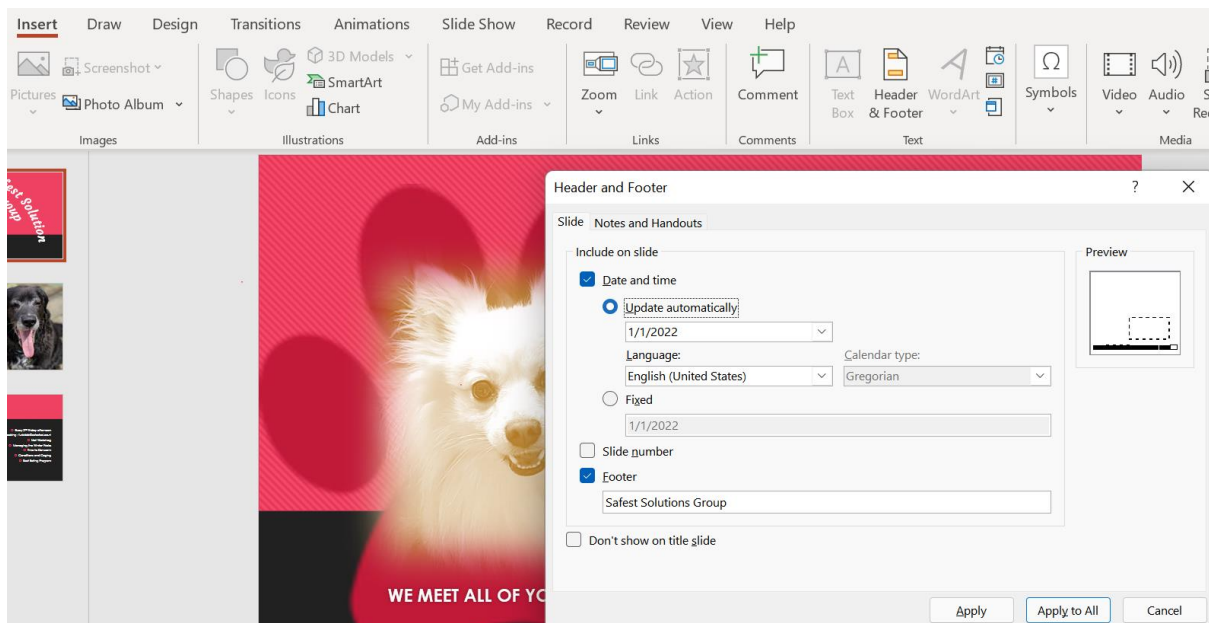 Insert Draw Design Transitions Animations Slide Show Record Review View Help
Pictures
Screenshot
Photo Album
Images
Shapes
Icons
3D Models
SmartArt
Chart
Illustrations
Get Add-ins
My Add-ins
Add-ins
Zoom
Link
Action
Links
Comment
Comments
A
Text
Box
Header
& Footer
WordArt
Text
Ω
Symbols
Video
Audio
Media
Solution
Header and Footer ? ×
Slide Notes and Handouts
Include on slide
Date and time
Update automatically
1/1/2022
Language: Calendar type:
English (United States) Gregorian
Fixed
1/1/2022
Slide number
Footer
Safest Solutions Group
Don't show on title slide
Preview
Apply Apply to All Cancel
WE MEET ALL OF